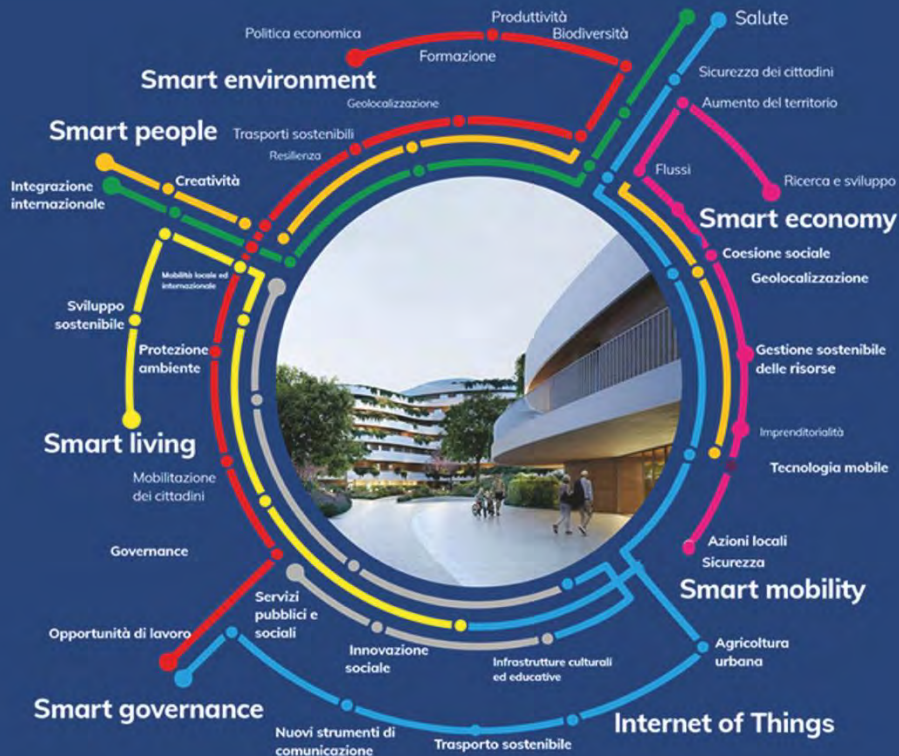 Produttività
Salute
Politica economica
Biodiversità
Formazione
Smart environment
Sicurezza dei cittadini
Geolocalizzazione
Aumento del territorio
Smart people
Trasporti sostenibili
Resilienza
Flussi
Creatività
Ricerca e sviluppo
Integrazione
internazionale
Smart economy
Coesione sociale
Mobilità locale ed
internazionale
Geolocalizzazione
Sviluppo
sostenibile
Protezione
ambiente
Gestione sostenibile
delle risorse
Smart living
Imprenditorialità
Tecnologia mobile
Mobilitazione
dei cittadini
Azioni locali
Governance
Sicurezza
Smart mobility
Servizi
pubblici e
sociali
Opportunità di lavoro
Agricoltura
urbana
Innovazione
sociale
Infrastrutture culturali
ed educative
Smart governance
Internet of Things
Nuovi strumenti di
comunicazione
Trasporto sostenibile